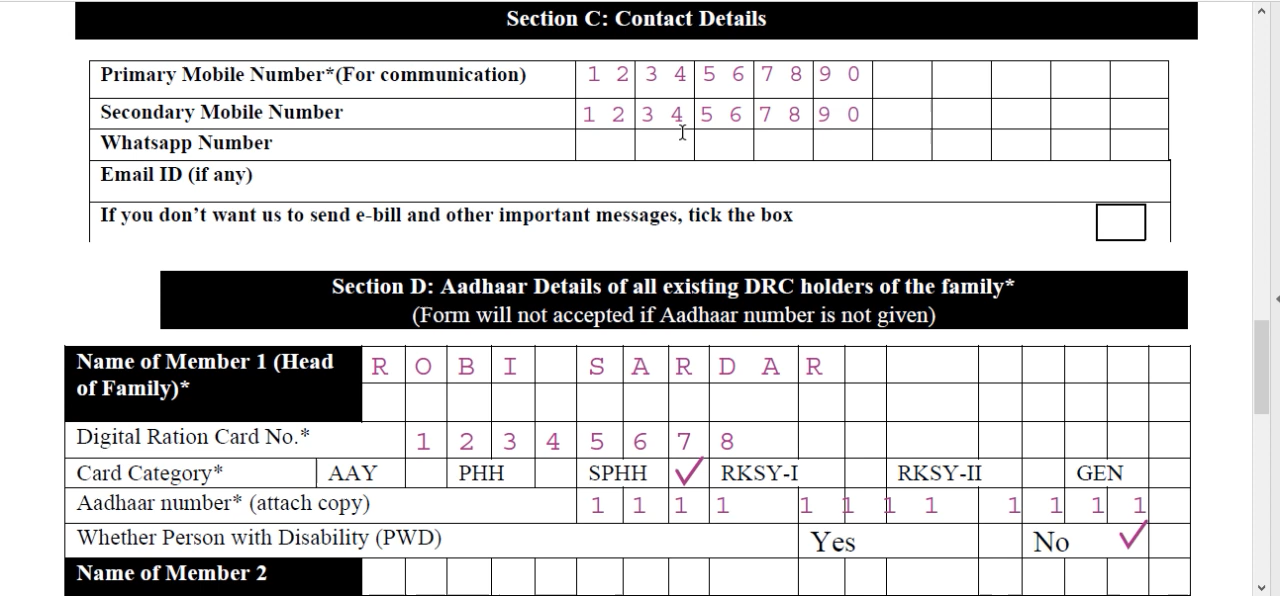 Section C: Contact Details
Primary Mobile Number*(For communication) 1 2 3 4 5 6 7 8 9 0
Secondary Mobile Number 1 2 3 4 5 6 7 8 9 0
Whatsapp Number
Email ID (if any)
If you don't want us to send e-bill and other important messages, tick the box
Section D: Aadhaar Details of all existing DRC holders of the family*
(Form will not accepted if Aadhaar number is not given)
Name of Member 1 (Head R O B I S A R D A R
of Family)*
Digital Ration Card No.* 1 2 3 4 5 6 7 8
Card Category* AAY PHH SPHH ✓ RKSY-I RKSY-II GEN
Aadhaar number* (attach copy) 1 1 1 1 1 1 1 1 1 1 1 1
Whether Person with Disability (PWD) Yes No ✓
Name of Member 2